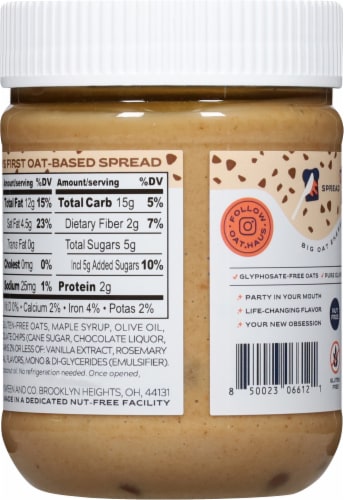 FIRST OAT-BASED SPREAD
Amount/serving %DV Amount/serving %DV
Total Fat 12g 15% Total Carb 15g 5%
Sat Fat 4.5g 23% Dietary Fiber 2g 7%
Trans Fat 0g Total Sugars 5g
Cholest 0mg 0% Incl 5g Added Sugars 10%
Sodium 25mg 1% Protein 2g
0% • Calcium 2% • Iron 4% • Potas 2%
OATS, MAPLE SYRUP, OLIVE OIL,
(CANE SUGAR, CHOCOLATE LIQUOR,
2% OR LESS OF: VANILLA EXTRACT, ROSEMARY
FLAVORS, MONO & DI-GLYCERIDES (EMULSIFIER).
No refrigeration needed. Once opened,
AND CO. BROOKLYN HEIGHTS, OH, 44131
MADE IN A DEDICATED NUT-FREE FACILITY
SPREAD
FOLLOW
OAT.HAUS
BIG OAT
✓ GLYPHOSATE-FREE OATS ✓ PURE
PARTY IN YOUR MOUTH
LIFE-CHANGING FLAVOR
YOUR NEW OBSESSION
NUT
FREE
8 50023 06612 1